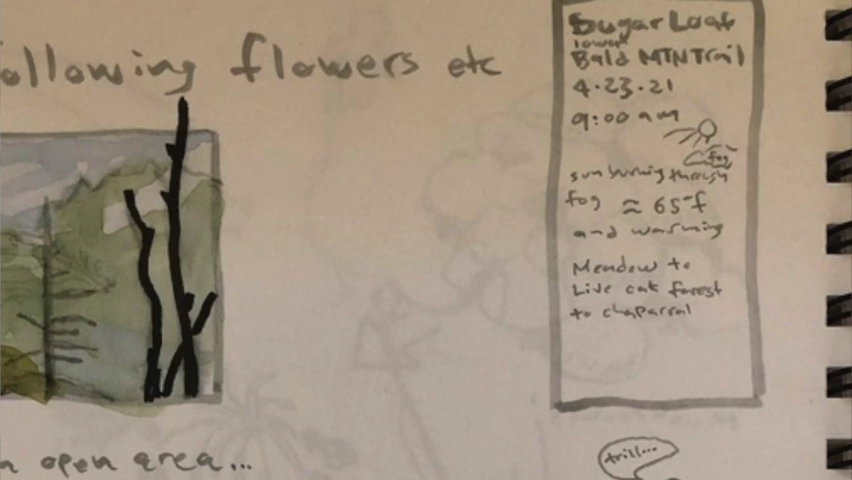 ollowing flowers etc
Sugar Loaf
lower
Bald MTN Trail
4.23.21
9:00 am
fog
sun burning through
fog ≈ 65°f
and warming
Meadow to
Live oak forest
to chaparral
n open area...
trill...